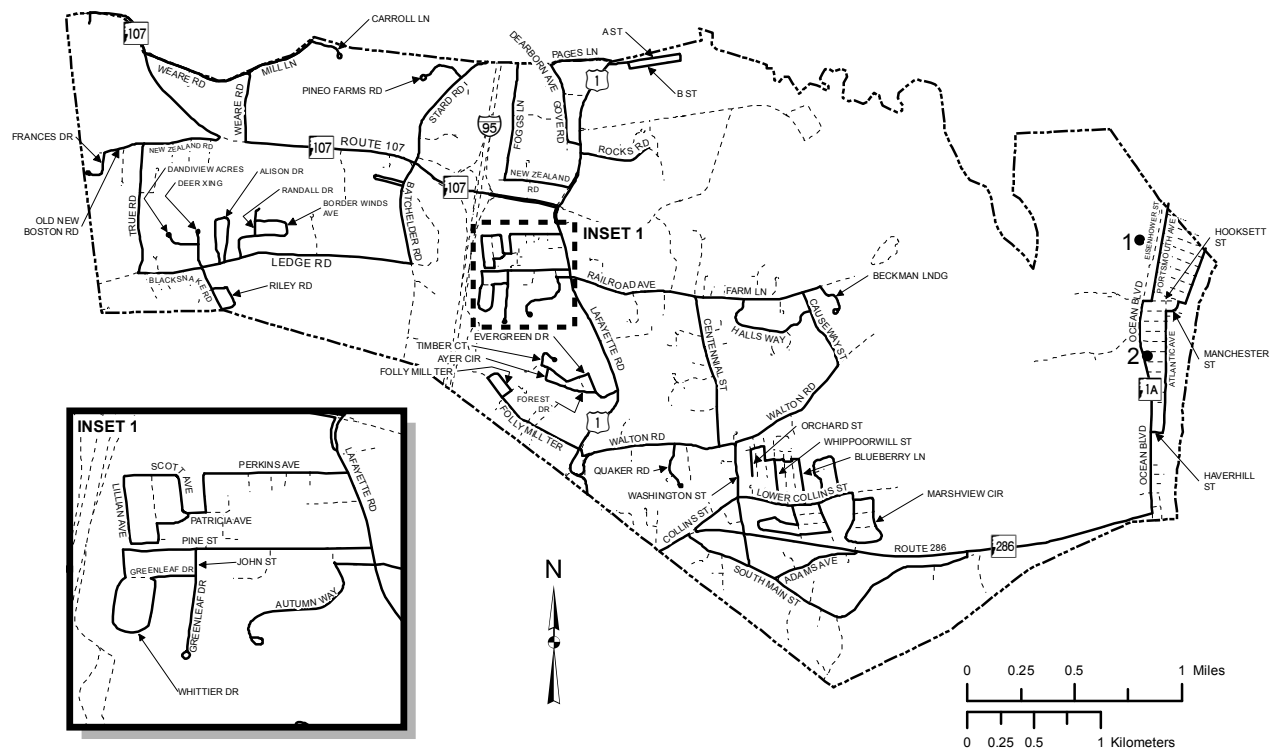 CARROLL LN
107
WEARE RD
MILL LN
PINEO FARMS RD
STARD RD
DEARBORN AVE
PAGES LN
A ST
B ST
1
GOVE RD
FOGGS LN
95
WEARE RD
FRANCES DR
NEW ZEALAND RD
107
ROUTE 107
ROCKS RD
DANDIVIEW ACRES
DEER XING
ALISON DR
RANDALL DR
BORDER WINDS
AVE
107
NEW ZEALAND
RD
OLD NEW
BOSTON RD
TRUE RD
BATCHELDER RD
LEDGE RD
BLACKSNAKE RD
RILEY RD
INSET 1
RAILROAD AVE
FARM LN
BECKMAN LNDG
HALLS WAY
CAUSEWAY ST
CENTENNIAL ST
LAFAYETTE RD
EVERGREEN DR
TIMBER CT
AYER CIR
FOLLY MILL TER
FOREST
DR
FOLLY MILL TER
1
WALTON RD
WALTON RD
QUAKER RD
ORCHARD ST
WHIPPOORWILL ST
BLUEBERRY LN
WASHINGTON ST
LOWER COLLINS ST
MARSHVIEW CIR
COLLINS ST
ROUTE 286
286
ADAMS AVE
SOUTH MAIN ST
1
EISENHOWER ST
PORTSMOUTH AVE
HOOKSETT
ST
OCEAN BLVD
2
ATLANTIC AVE
MANCHESTER
ST
1A
OCEAN BLVD
HAVERHILL
ST
INSET 1
SCOTT AVE
PERKINS AVE
LAFAYETTE RD
LILLIAN AVE
PATRICIA AVE
PINE ST
GREENLEAF DR
JOHN ST
GREENLEAF DR
AUTUMN WAY
WHITTIER DR
N
0 0.25 0.5 1 Miles
0 0.25 0.5 1 Kilometers